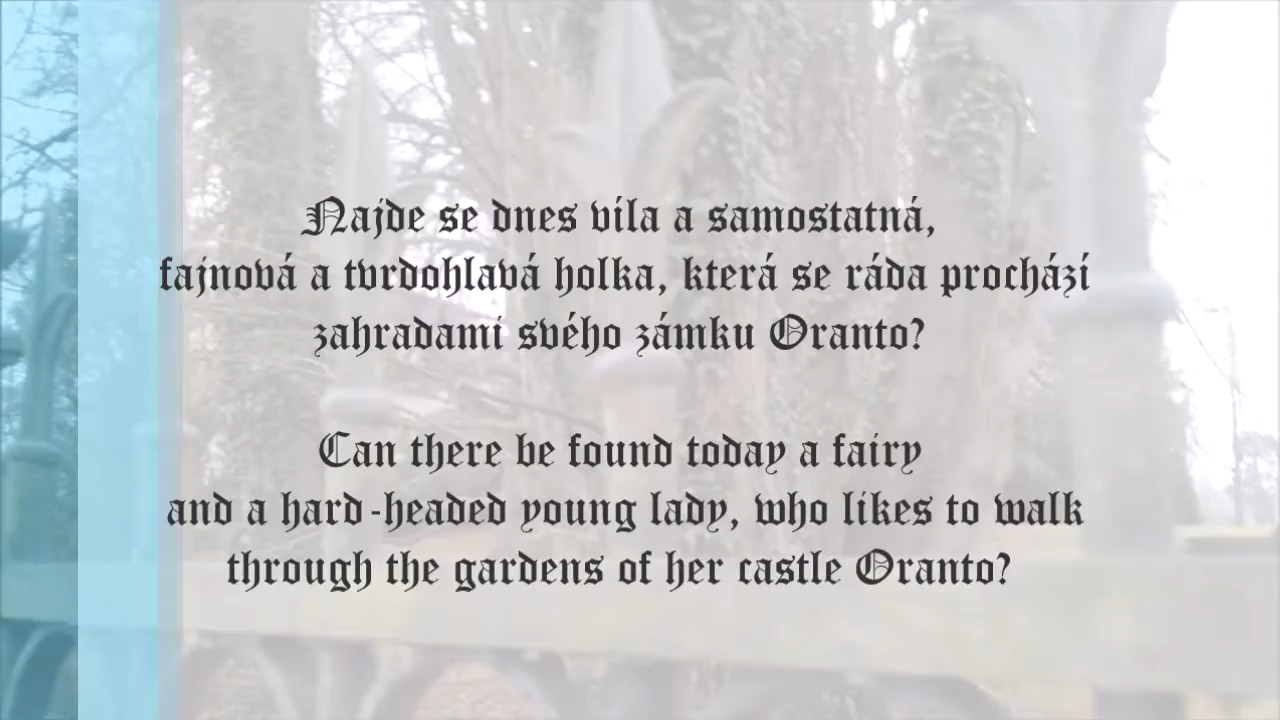 Najde se dnes víla a samostatná,
fajnová a tvrdohlavá holka, která se ráda prochází
zahradami svého zámku Oranto?
Can there be found today a fairy
and a hard-headed young lady, who likes to walk
through the gardens of her castle Oranto?